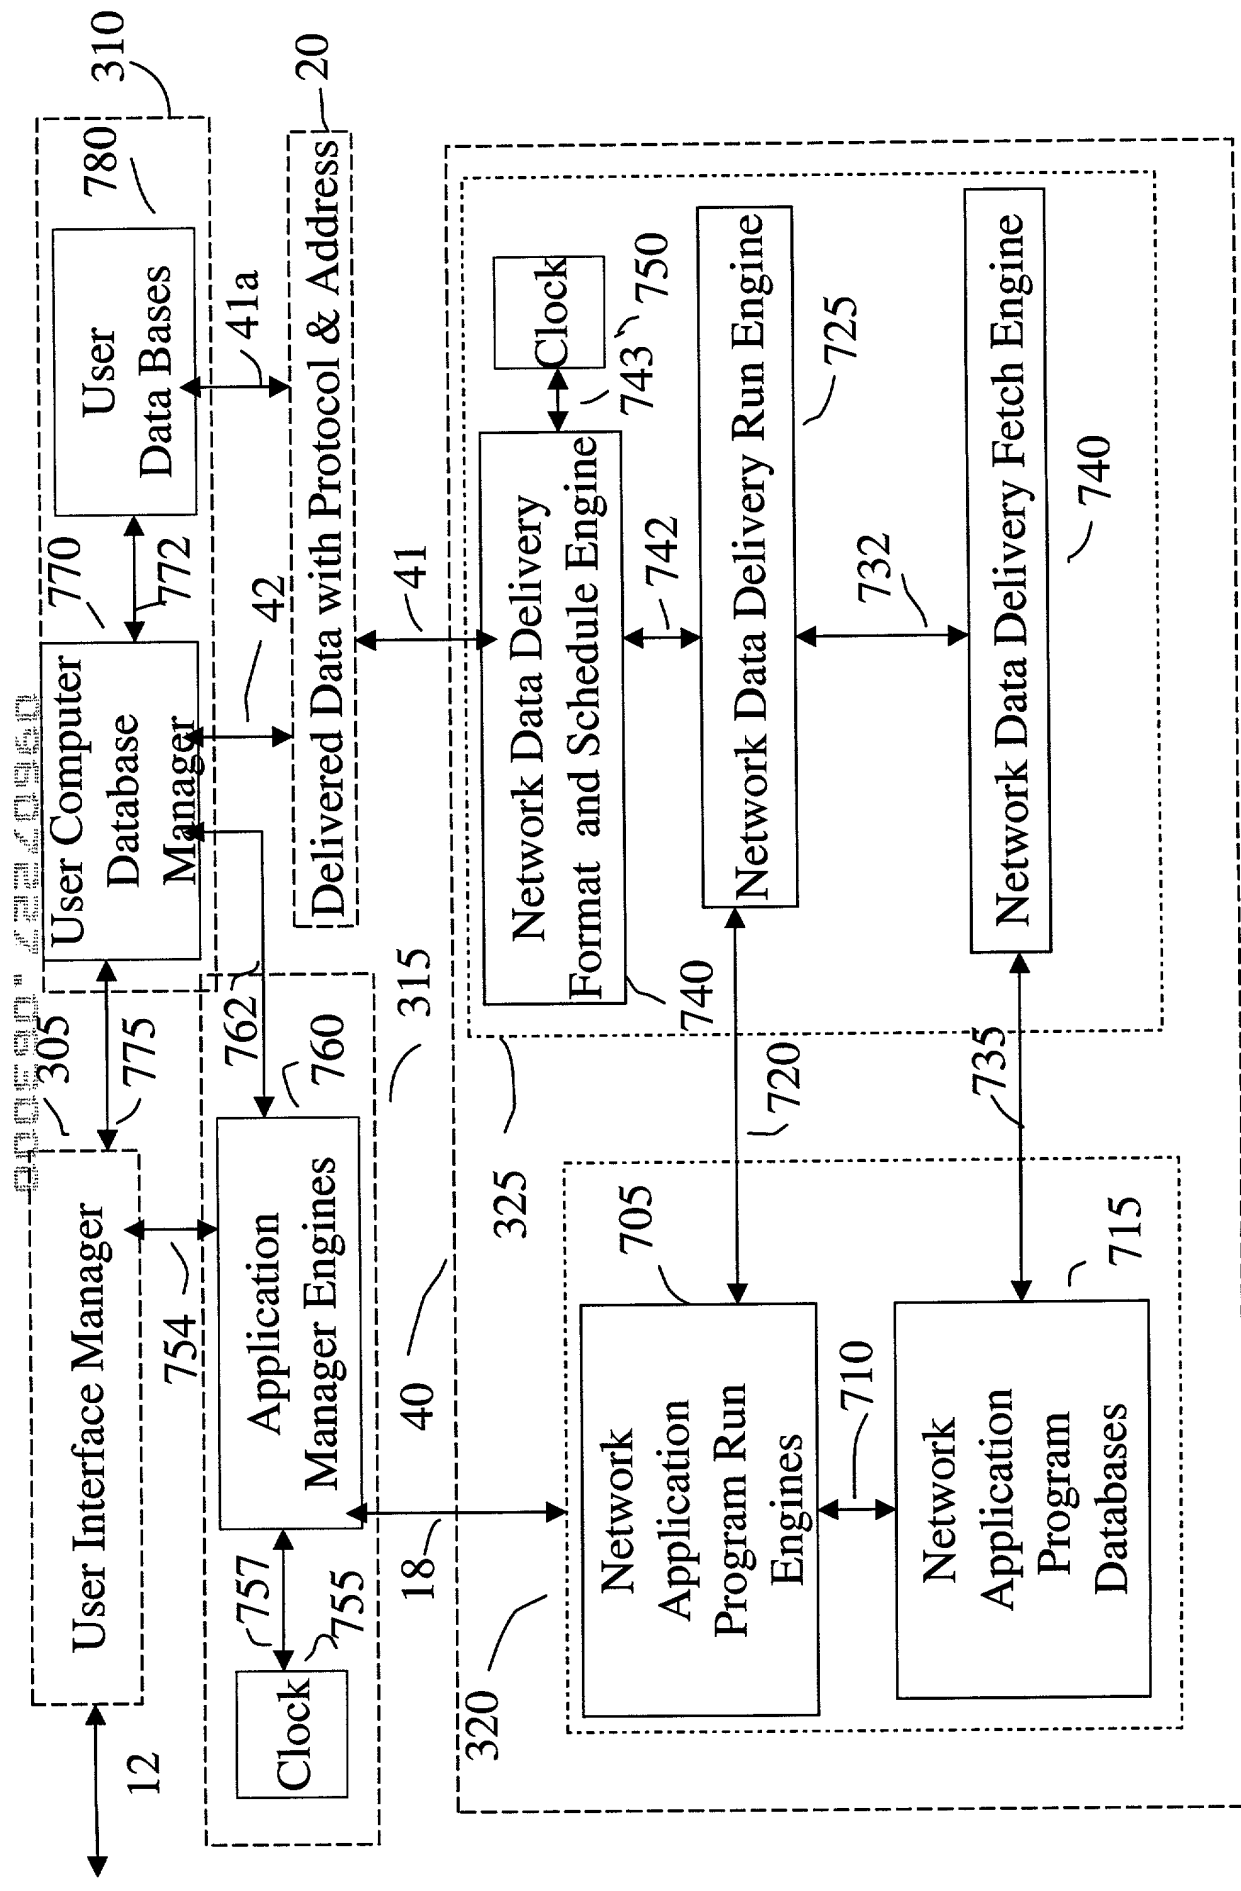 12
User Interface Manager
305
775
User Computer
Database
Manager
770
772
User
Data Bases
780
310
754
Clock
755
757
Application
Manager Engines
760
762
315
42
41a
Delivered Data with Protocol & Address
20
18
40
41
320
Network
Application
Program Run
Engines
705
710
Network
Application
Program
Databases
715
325
720
735
Network Data Delivery
Format and Schedule Engine
740
743
Clock
750
742
Network Data Delivery Run Engine
725
732
Network Data Delivery Fetch Engine
740